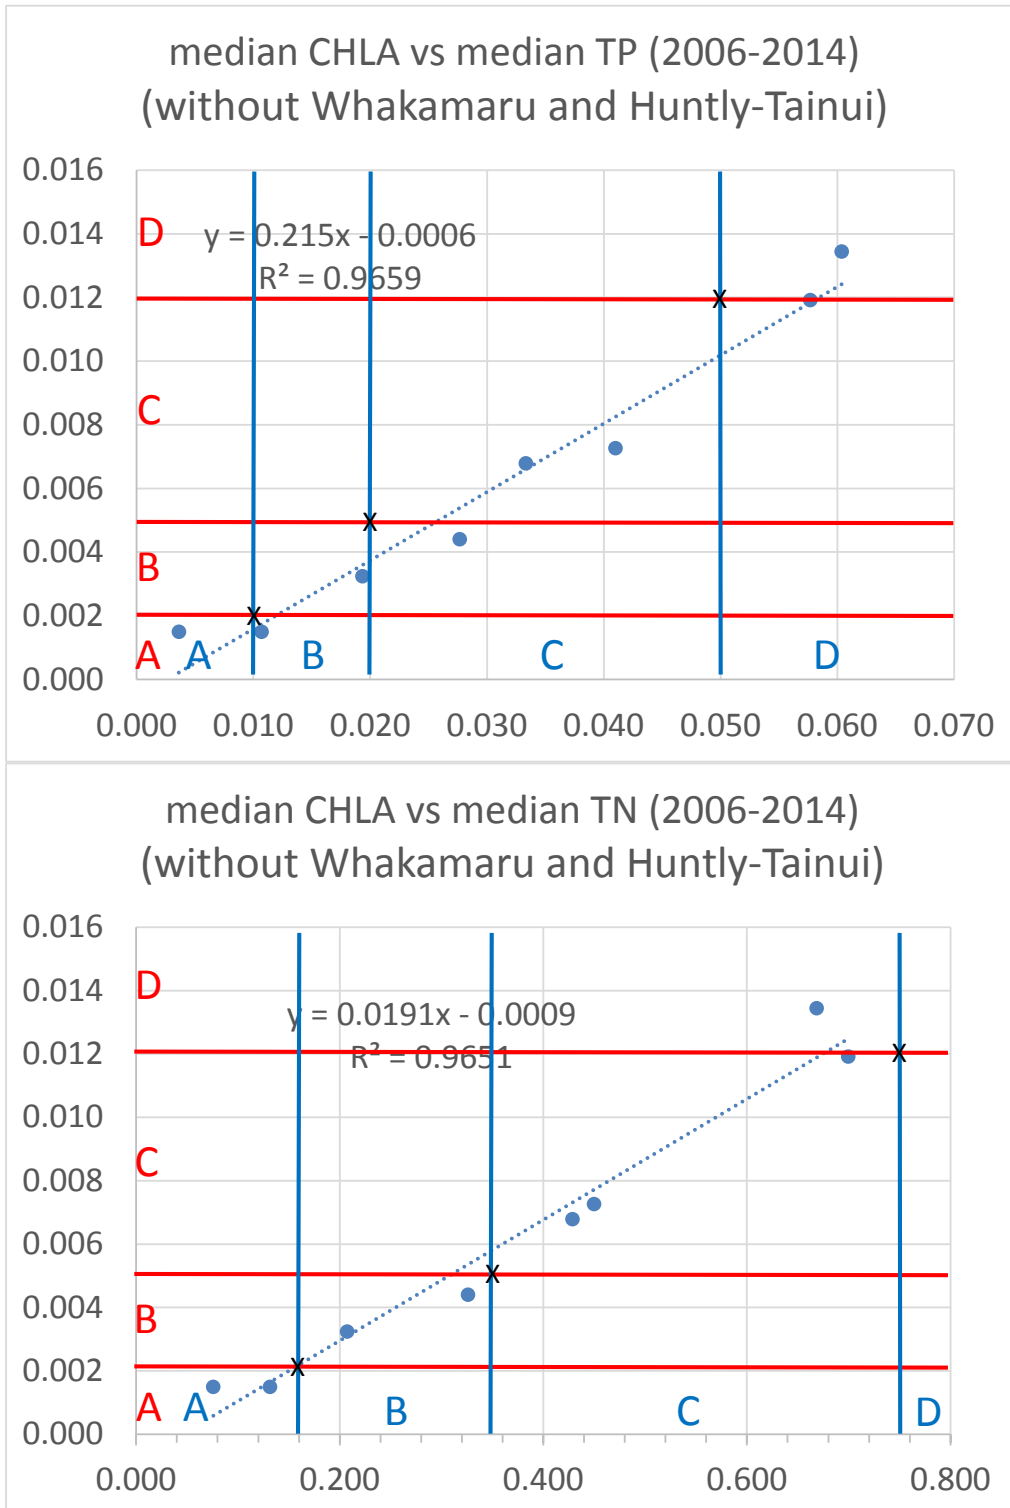 median CHLA vs median TP (2006-2014)
(without Whakamaru and Huntly-Tainui)
0.016
D
0.014
y = 0.215x - 0.0006
R² = 0.9659
0.012
X
0.010
C
0.008
0.006
X
0.004
B
0.002
X
A A B C D
0.000
0.000 0.010 0.020 0.030 0.040 0.050 0.060 0.070
median CHLA vs median TN (2006-2014)
(without Whakamaru and Huntly-Tainui)
0.016
D
0.014
y = 0.0191x - 0.0009
R² = 0.9651
0.012
X
0.010
C
0.008
0.006
X
0.004
B
0.002
X
A A B C D
0.000
0.000 0.200 0.400 0.600 0.800